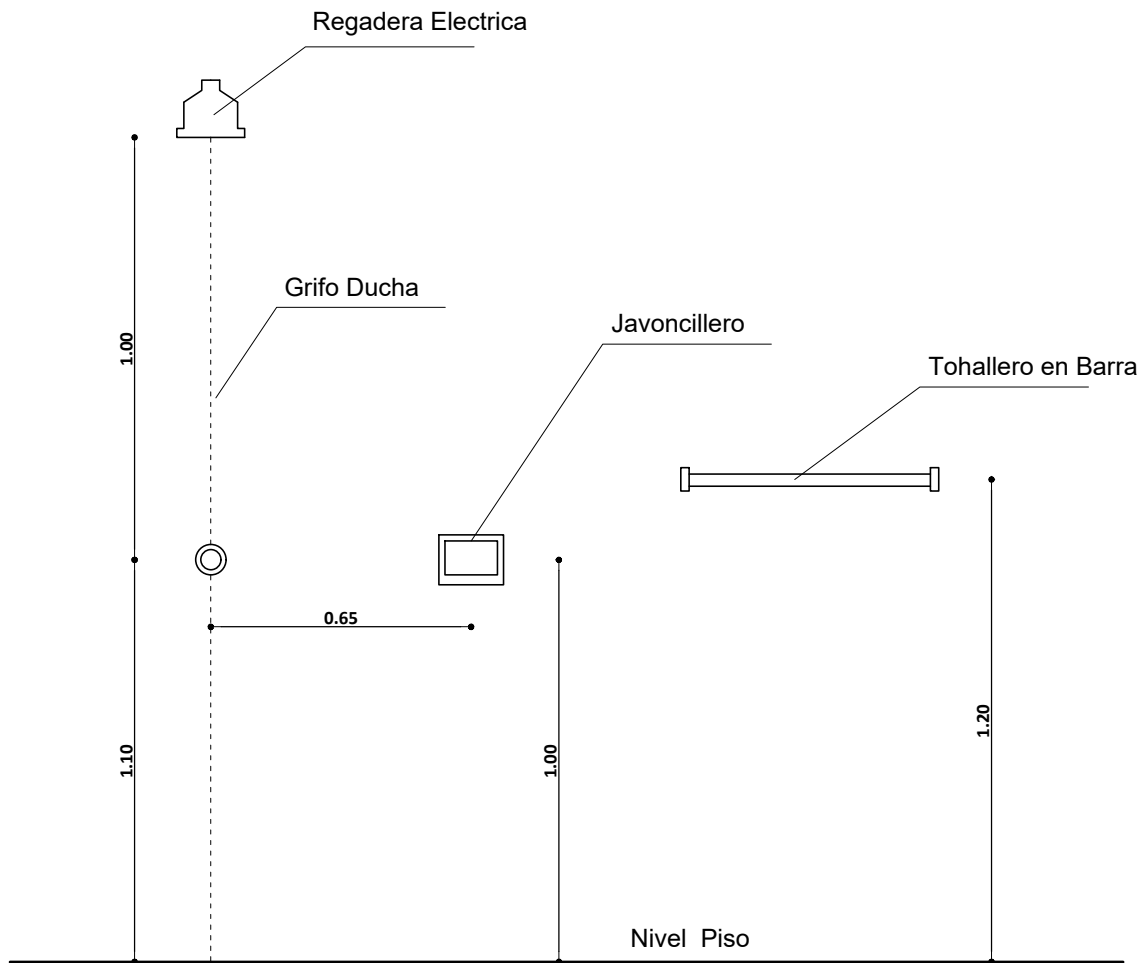 Regadera Electrica
Grifo Ducha
Javoncillero
1.00
Tohallero en Barra
0.65
1.20
1.10
1.00
Nivel Piso